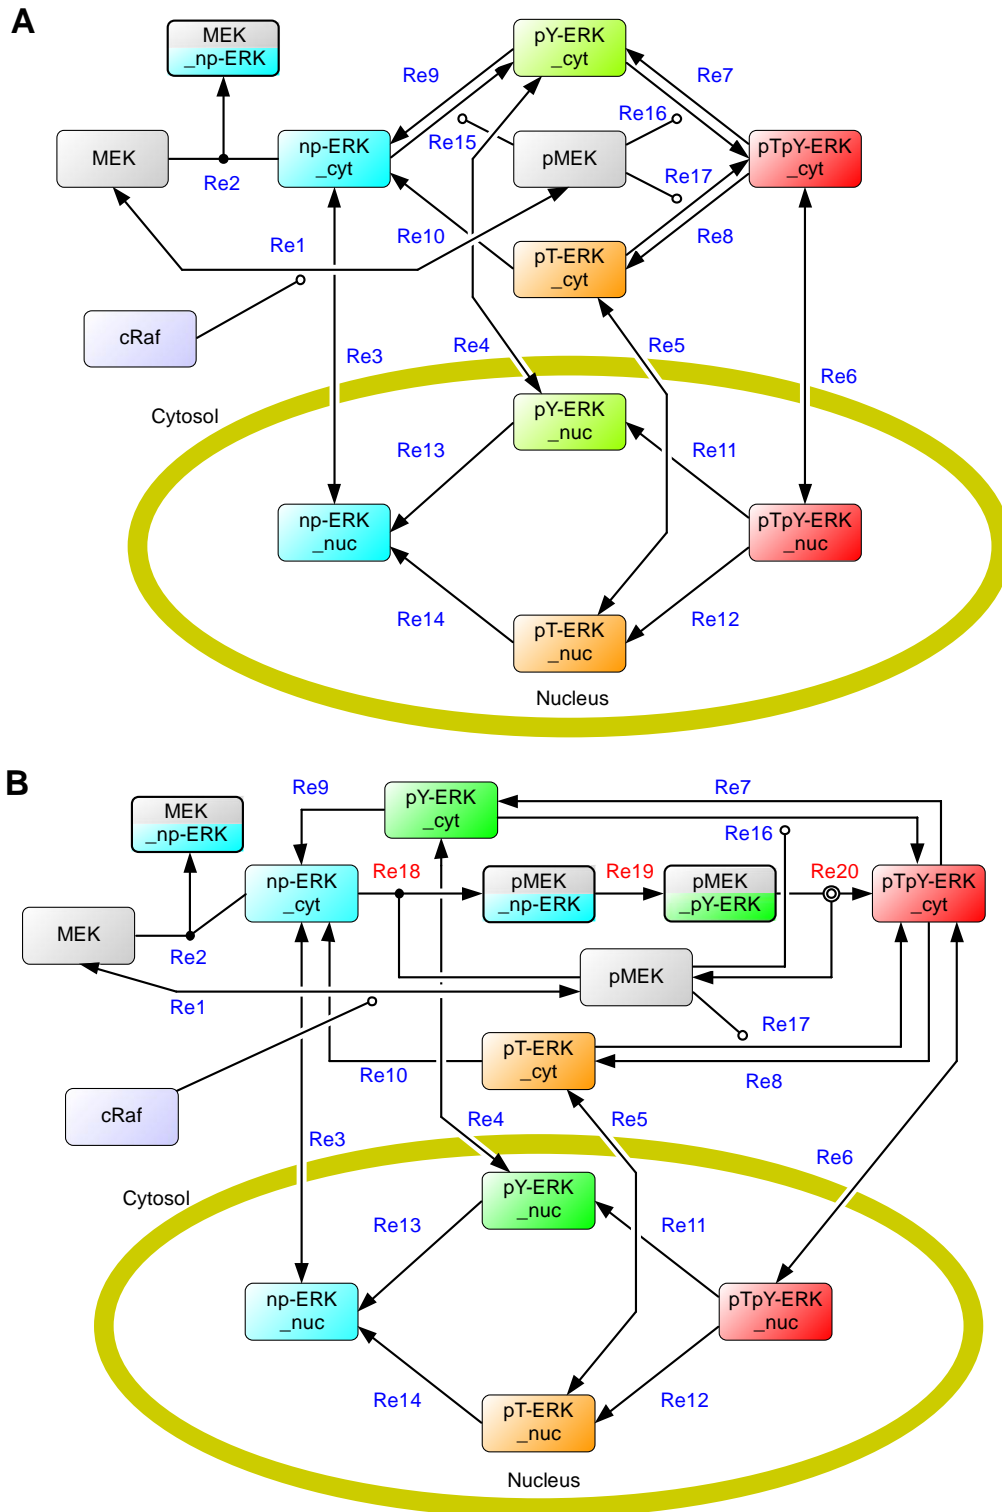 A
MEK
_np-ERK
pY-ERK
_cyt
Re9
Re7
Re16
MEK
Re2
np-ERK
_cyt
Re15
pMEK
Re17
pTpY-ERK
_cyt
Re1
Re10
Re8
pT-ERK
_cyt
cRaf
Re3
Re4
Re5
Re6
Cytosol
pY-ERK
_nuc
Re13
Re11
np-ERK
_nuc
pTpY-ERK
_nuc
Re14
Re12
pT-ERK
_nuc
Nucleus
B
Re9
pY-ERK
_cyt
Re7
MEK
_np-ERK
Re16
np-ERK
_cyt
Re18
pMEK
_np-ERK
Re19
pMEK
_pY-ERK
Re20
pTpY-ERK
_cyt
MEK
Re2
pMEK
Re1
Re17
pT-ERK
_cyt
Re10
Re8
cRaf
Re3
Re4
Re5
Re6
Cytosol
pY-ERK
_nuc
Re13
Re11
np-ERK
_nuc
pTpY-ERK
_nuc
Re14
Re12
pT-ERK
_nuc
Nucleus